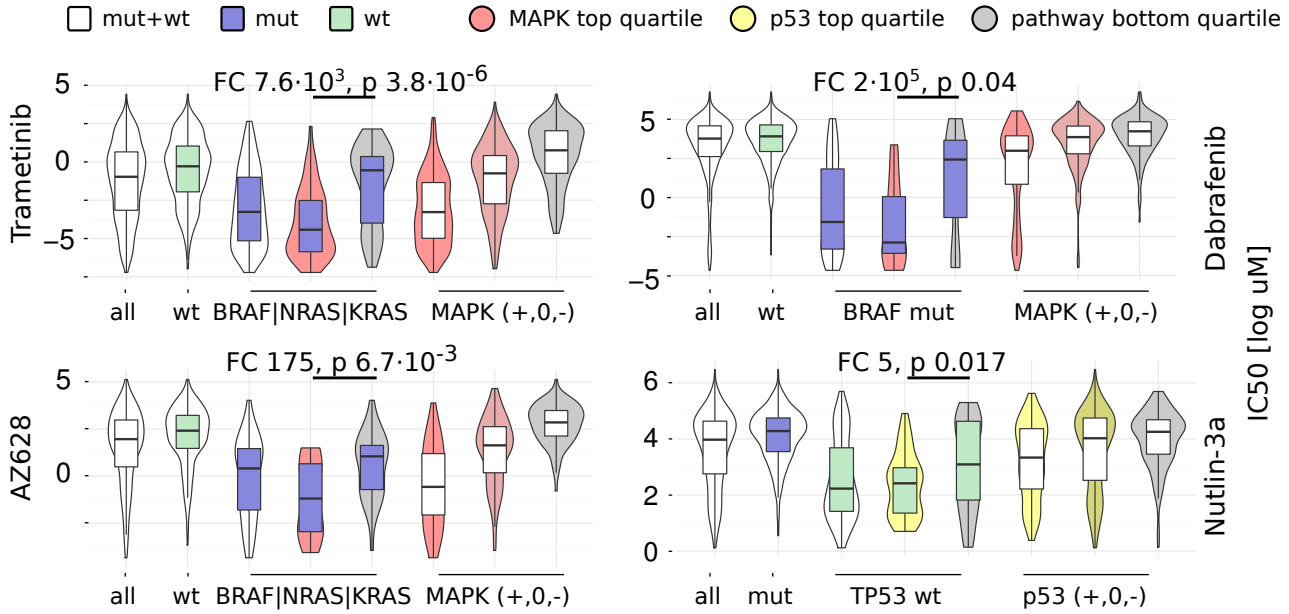 mut+wt mut wt MAPK top quartile p53 top quartile pathway bottom quartile
FC 7.6·10³, p 3.8·10⁻⁶
Trametinib
5
0
−5
all wt BRAF|NRAS|KRAS MAPK (+,0,-)
FC 2·10⁵, p 0.04
5
0
−5
Dabrafenib
all wt BRAF mut MAPK (+,0,-)
IC50 [log uM]
FC 175, p 6.7·10⁻³
AZ628
5
0
all wt BRAF|NRAS|KRAS MAPK (+,0,-)
FC 5, p 0.017
6
4
2
0
Nutlin-3a
all mut TP53 wt p53 (+,0,-)